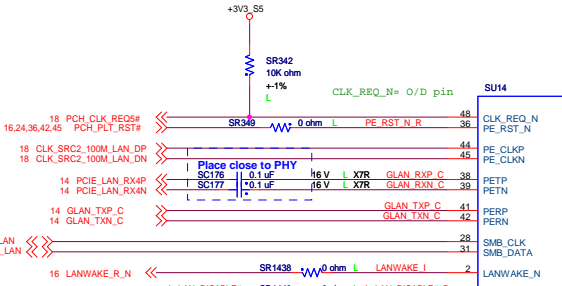 +3V3_S5
SR342
10K ohm
+-1%
L
CLK_REQ_N= O/D pin
SU14
18 PCH_CLK_REQ5# 48 CLK_REQ_N
16,24,36,42,45 PCH_PLT_RST# SR349 0 ohm L PE_RST_N_R 36 PE_RST_N
18 CLK_SRC2_100M_LAN_DP 44 PE_CLKP
18 CLK_SRC2_100M_LAN_DN 45 PE_CLKN
Place close to PHY
14 PCIE_LAN_RX4P SC176 0.1 uF 16 V L X7R GLAN_RXP_C 38 PETP
14 PCIE_LAN_RX4N SC177 0.1 uF 16 V L X7R GLAN_RXN_C 39 PETN
14 GLAN_TXP_C GLAN_TXP_C 41 PERP
14 GLAN_TXN_C GLAN_TXN_C 42 PERN
LAN 28 SMB_CLK
_LAN 31 SMB_DATA
16 LANWAKE_R_N SR1438 0 ohm L LANWAKE_I 2 LANWAKE_N